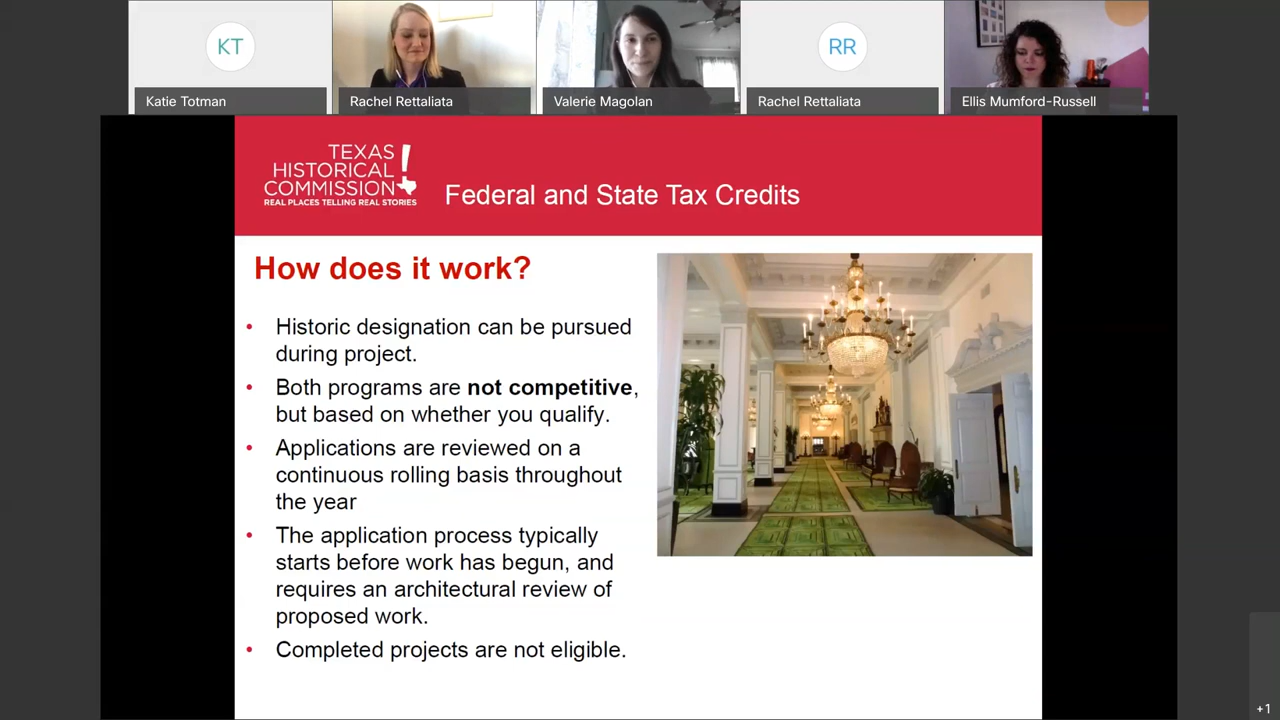 KT
RR
Katie Totman
Rachel Rettaliata
Valerie Magolan
Rachel Rettaliata
Ellis Mumford-Russell
TEXAS
HISTORICAL
COMMISSION
REAL PLACES TELLING REAL STORIES
Federal and State Tax Credits
How does it work?
• Historic designation can be pursued
during project.
• Both programs are not competitive,
but based on whether you qualify.
• Applications are reviewed on a
continuous rolling basis throughout
the year
• The application process typically
starts before work has begun, and
requires an architectural review of
proposed work.
• Completed projects are not eligible.
+1